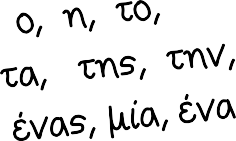 ο, η, το,
τα, της, την,
ένας, μία, ένα